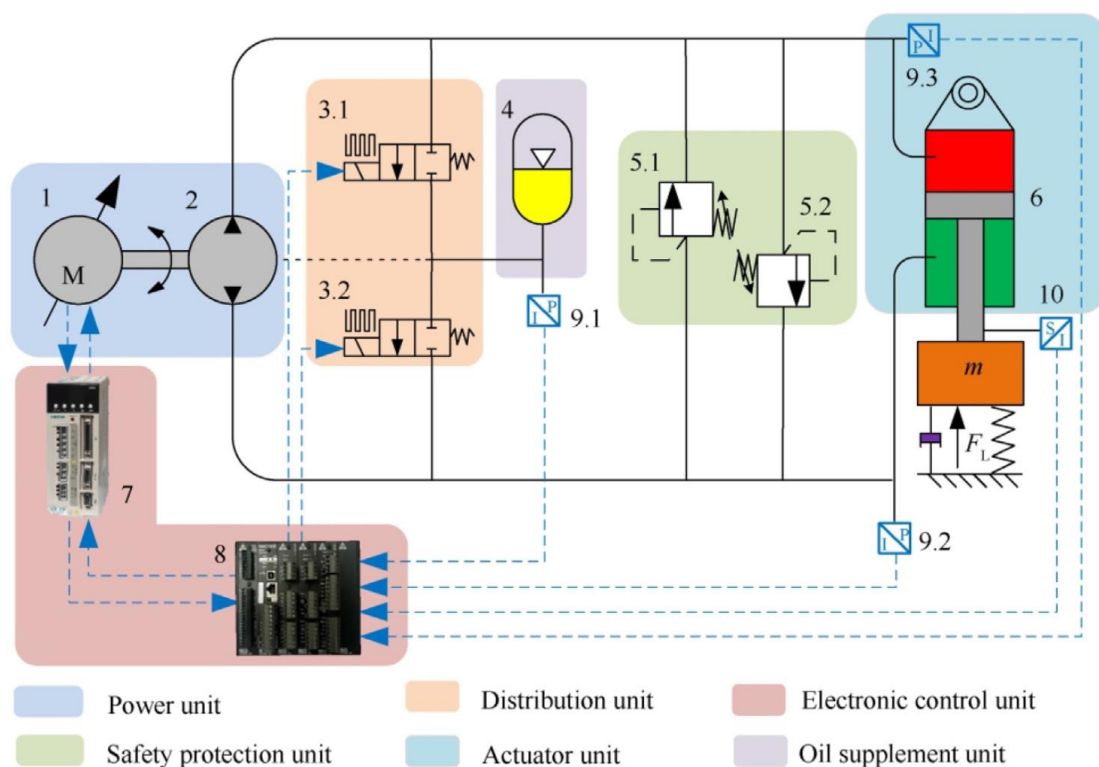 3.1
4
9.3
P I
5.1
1
2
6
5.2
M
3.2
I P
9.1
10
S I
m
F_L
7
8
I P
9.2
Power unit
Distribution unit
Electronic control unit
Safety protection unit
Actuator unit
Oil supplement unit